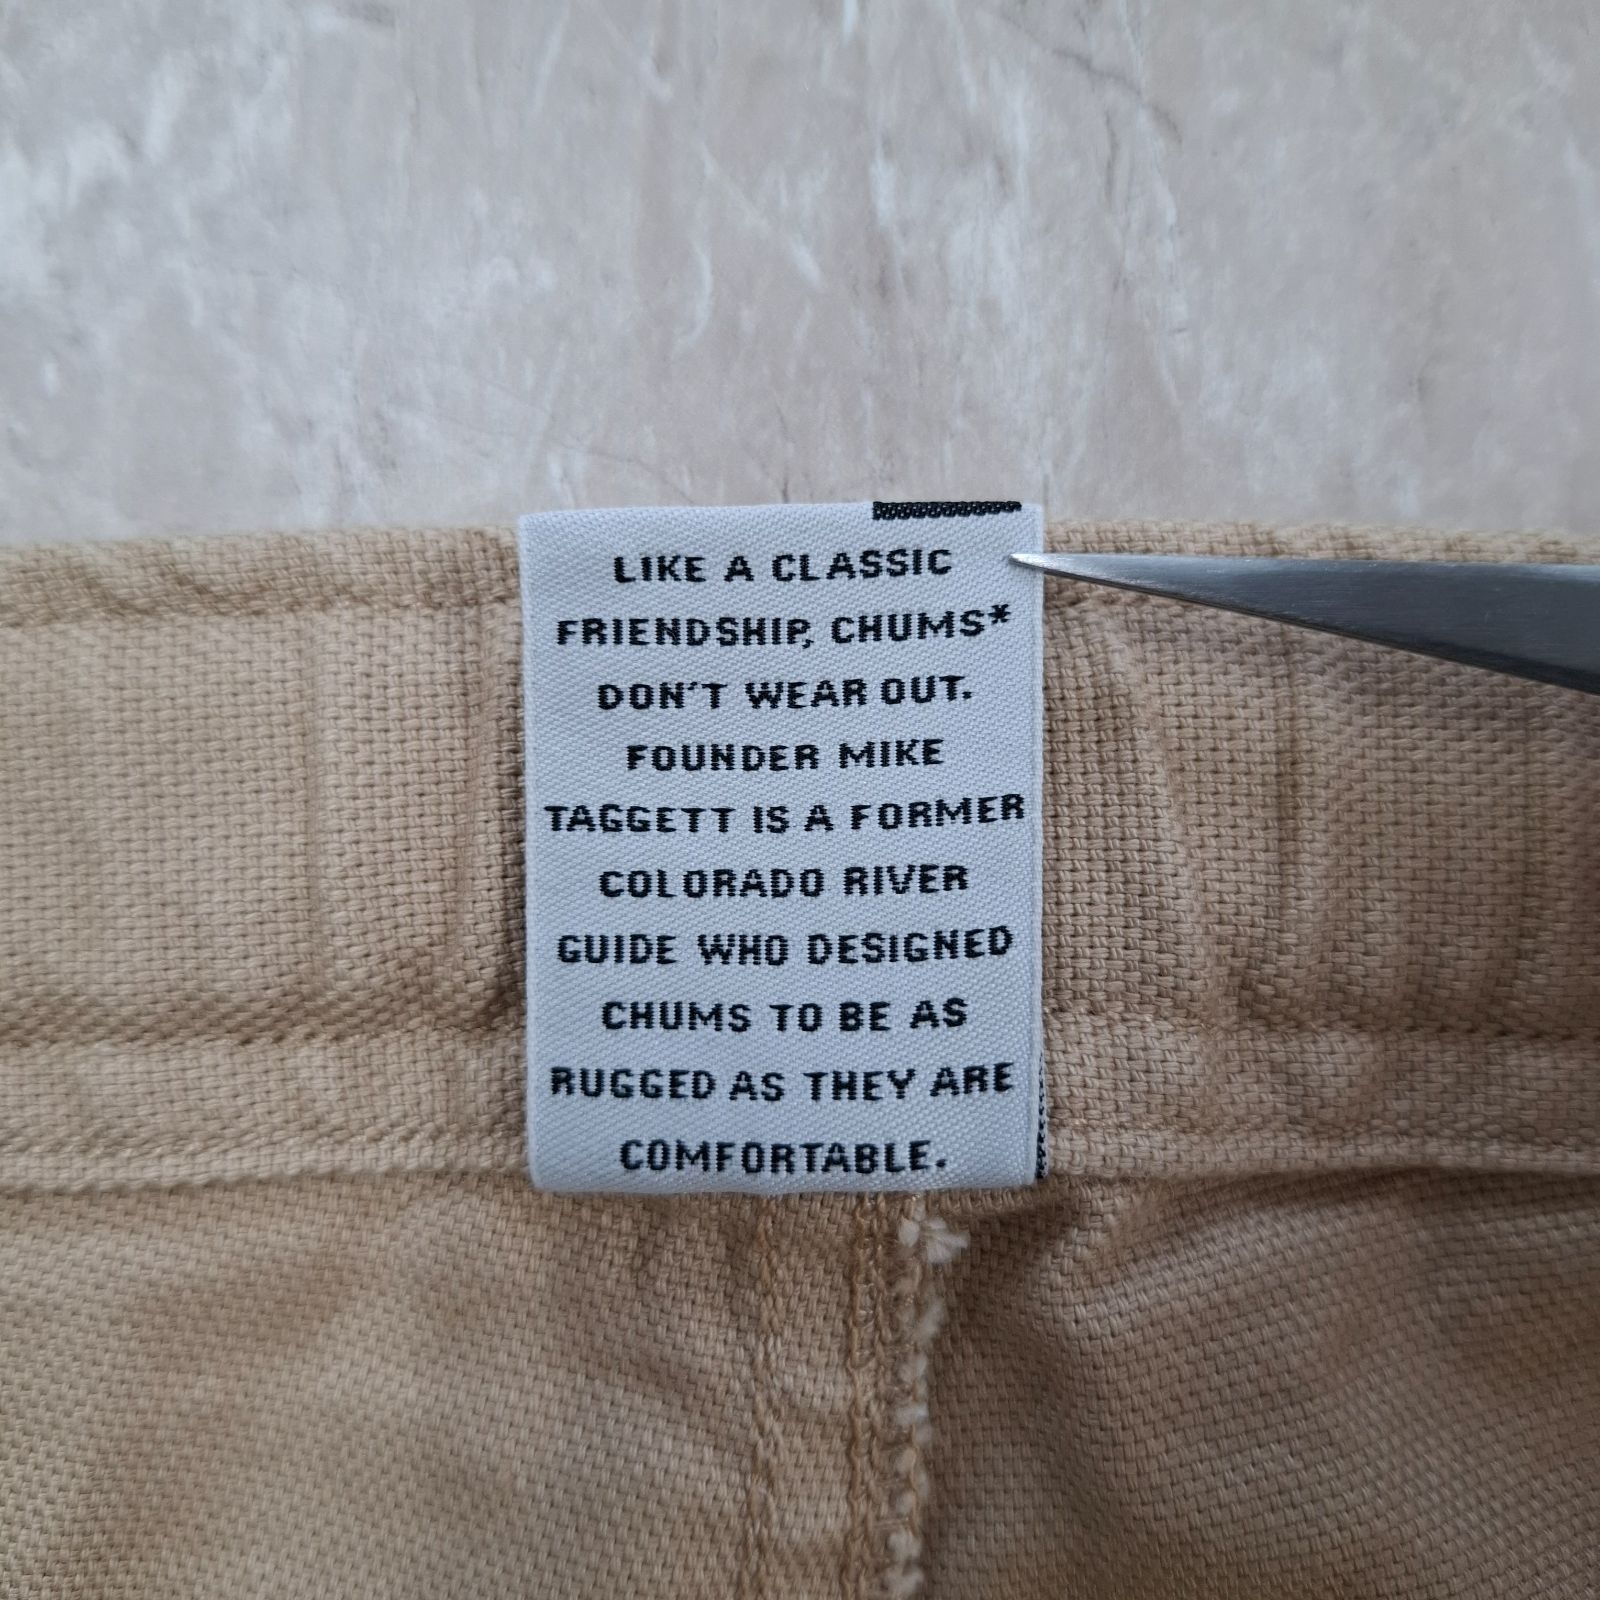 LIKE A CLASSIC
FRIENDSHIP, CHUMS*
DON'T WEAR OUT.
FOUNDER MIKE
TAGGETT IS A FORMER
COLORADO RIVER
GUIDE WHO DESIGNED
CHUMS TO BE AS
RUGGED AS THEY ARE
COMFORTABLE.